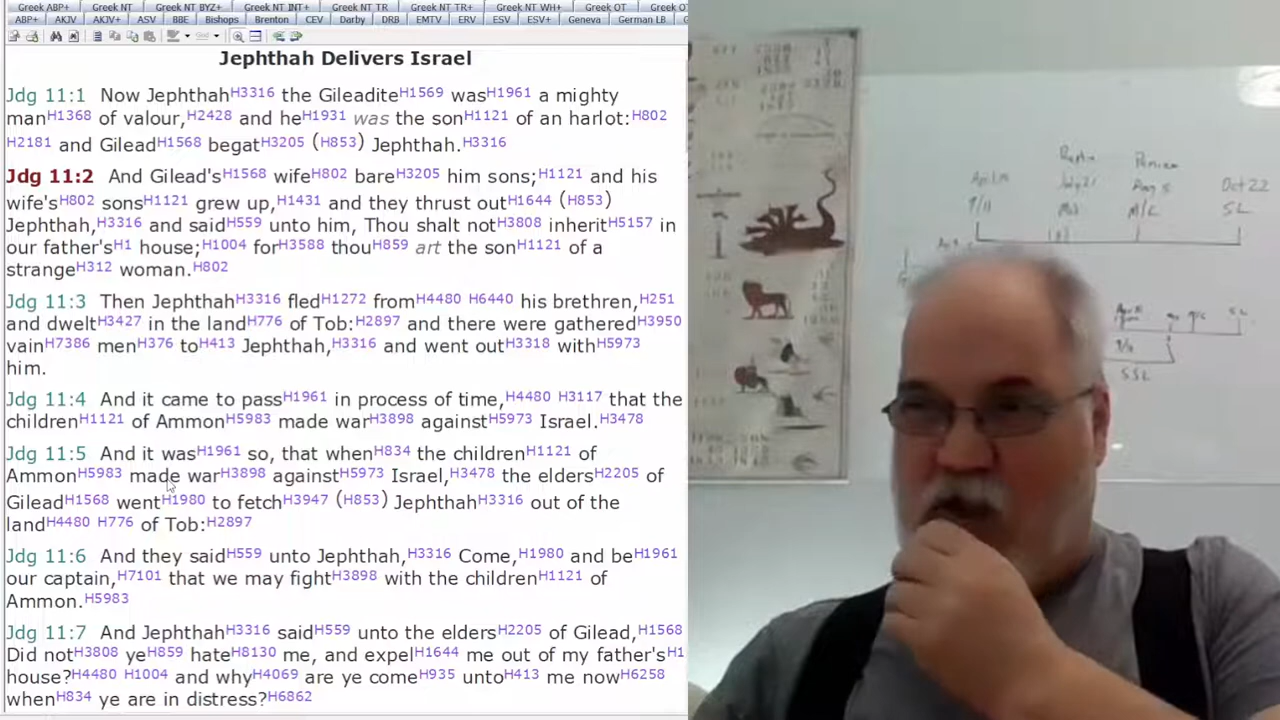 Greek ABP+ Greek NT Greek NT BYZ+ Greek NT INT+ Greek NT TR Greek NT TR+ Greek NT WH+ Greek OT Greek
ABP+ AKJV AKJV+ ASV BBE Bishops Brenton CEV Darby DRB EMTV ERV ESV ESV+ Geneva German LB
Jephthah Delivers Israel
Jdg 11:1 Now JephthahH3316 the GileaditeH1569 wasH1961 a mighty
manH1368 of valour,H2428 and heH1931 was the sonH1121 of an harlot:H802
H2181 and GileadH1568 begatH3205 (H853) Jephthah.H3316
Jdg 11:2 And Gilead'sH1568 wifeH802 bareH3205 him sons;H1121 and his
wife'sH802 sonsH1121 grew up,H1431 and they thrust outH1644 (H853)
Jephthah,H3316 and saidH559 unto him, Thou shalt notH3808 inheritH5157 in
our father'sH1 house;H1004 forH3588 thouH859 art the sonH1121 of a
strangeH312 woman.H802
Jdg 11:3 Then JephthahH3316 fledH1272 fromH4480 H6440 his brethren,H251
and dweltH3427 in the landH776 of Tob:H2897 and there were gatheredH3950
vainH7386 menH376 toH413 Jephthah,H3316 and went outH3318 withH5973
him.
Jdg 11:4 And it came to passH1961 in process of time,H4480 H3117 that the
childrenH1121 of AmmonH5983 made warH3898 againstH5973 Israel.H3478
Jdg 11:5 And it wasH1961 so, that whenH834 the childrenH1121 of
AmmonH5983 made warH3898 againstH5973 Israel,H3478 the eldersH2205 of
GileadH1568 wentH1980 to fetchH3947 (H853) JephthahH3316 out of the
landH4480 H776 of Tob:H2897
Jdg 11:6 And they saidH559 unto Jephthah,H3316 Come,H1980 and beH1961
our captain,H7101 that we may fightH3898 with the childrenH1121 of
Ammon.H5983
Jdg 11:7 And JephthahH3316 saidH559 unto the eldersH2205 of Gilead,H1568
Did notH3808 yeH859 hateH8130 me, and expelH1644 me out of my father'sH1
house?H4480 H1004 and whyH4069 are ye comeH935 untoH413 me nowH6258
whenH834 ye are in distress?H6862
April 19
July 21
Oct 22
9/11
M/C
SL
SSL